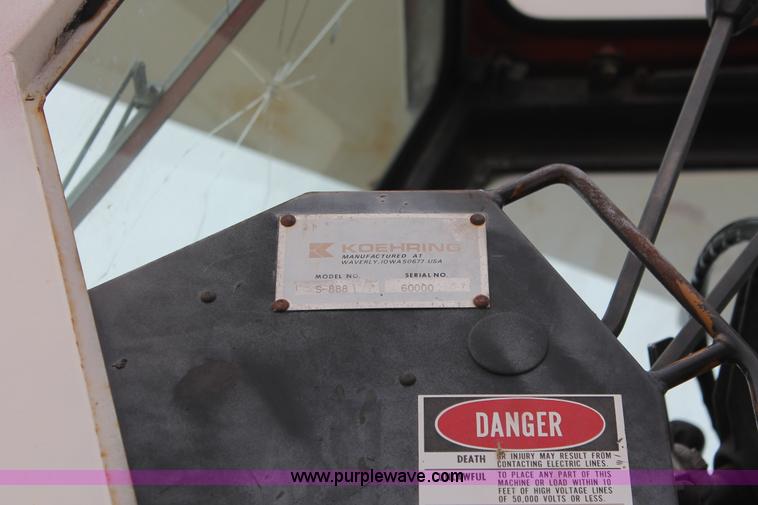 KOEHRING
MANUFACTURED AT
WAVERLY, IOWA 50677 USA
MODEL NO. SERIAL NO.
S-888 60000
DANGER
DEATH OR INJURY MAY RESULT FROM
CONTACTING ELECTRIC LINES.
TO PLACE ANY PART OF THIS
MACHINE OR LOAD WITHIN 10
FEET OF HIGH VOLTAGE LINES
OF 50,000 VOLTS OR LESS.
www.purplewave.com